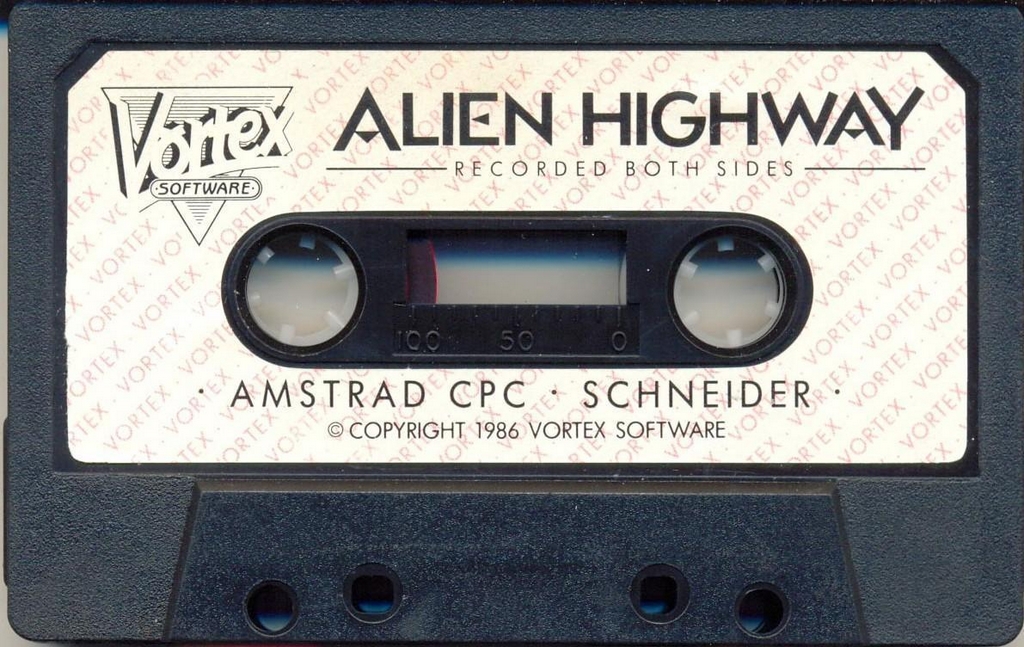 Vortex
SOFTWARE
ALIEN HIGHWAY
RECORDED BOTH SIDES
100 50 0
· AMSTRAD CPC · SCHNEIDER ·
© COPYRIGHT 1986 VORTEX SOFTWARE